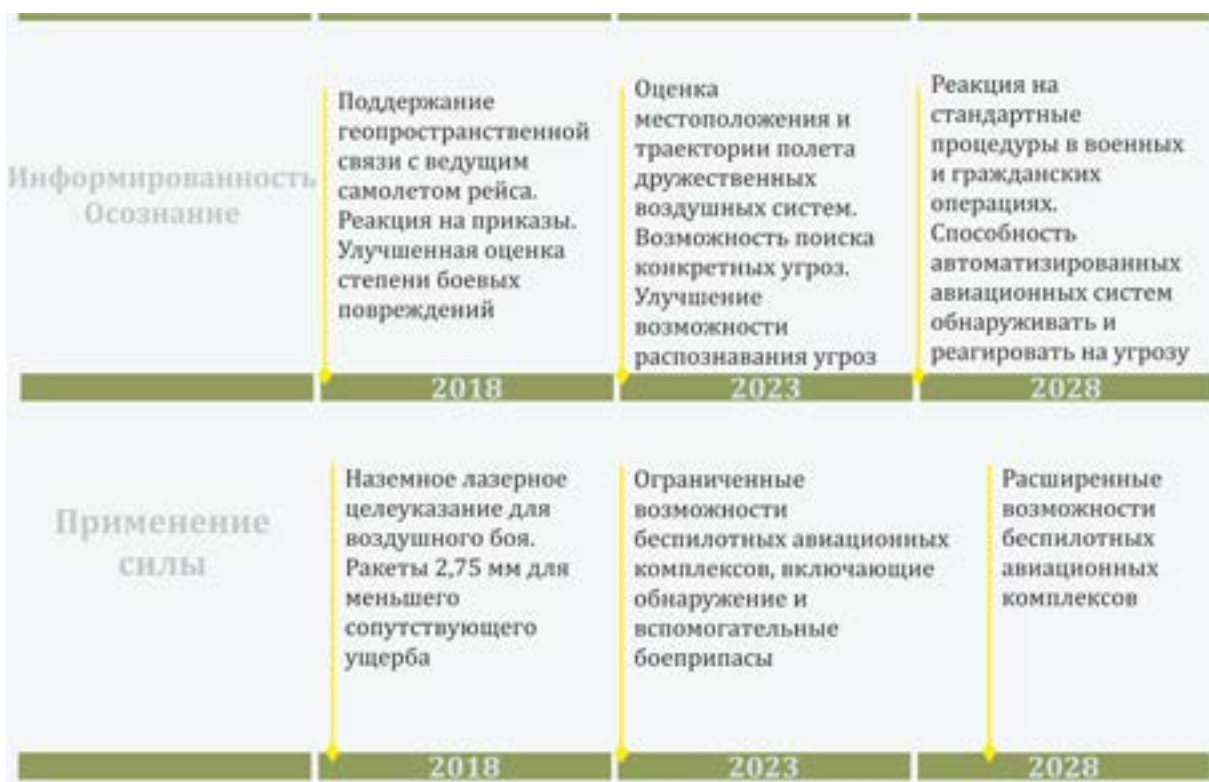 Информированность
Осознание
Поддержание
геопространственной
связи с ведущим
самолетом рейса.
Реакция на приказы.
Улучшенная оценка
степени боевых
повреждений
Оценка
местоположения и
траектории полета
дружественных
воздушных систем.
Возможность поиска
конкретных угроз.
Улучшение
возможности
распознавания угроз
Реакция на
стандартные
процедуры в военных
и гражданских
операциях.
Способность
автоматизированных
авиационных систем
обнаруживать и
реагировать на угрозу
2018
2023
2028
Применение
силы
Наземное лазерное
целеуказание для
воздушного боя.
Ракеты 2,75 мм для
меньшего
сопутствующего
ущерба
Ограниченные
возможности
беспилотных авиационных
комплексов, включающие
обнаружение и
вспомогательные
боеприпасы
Расширенные
возможности
беспилотных
авиационных
комплексов
2018
2023
2028